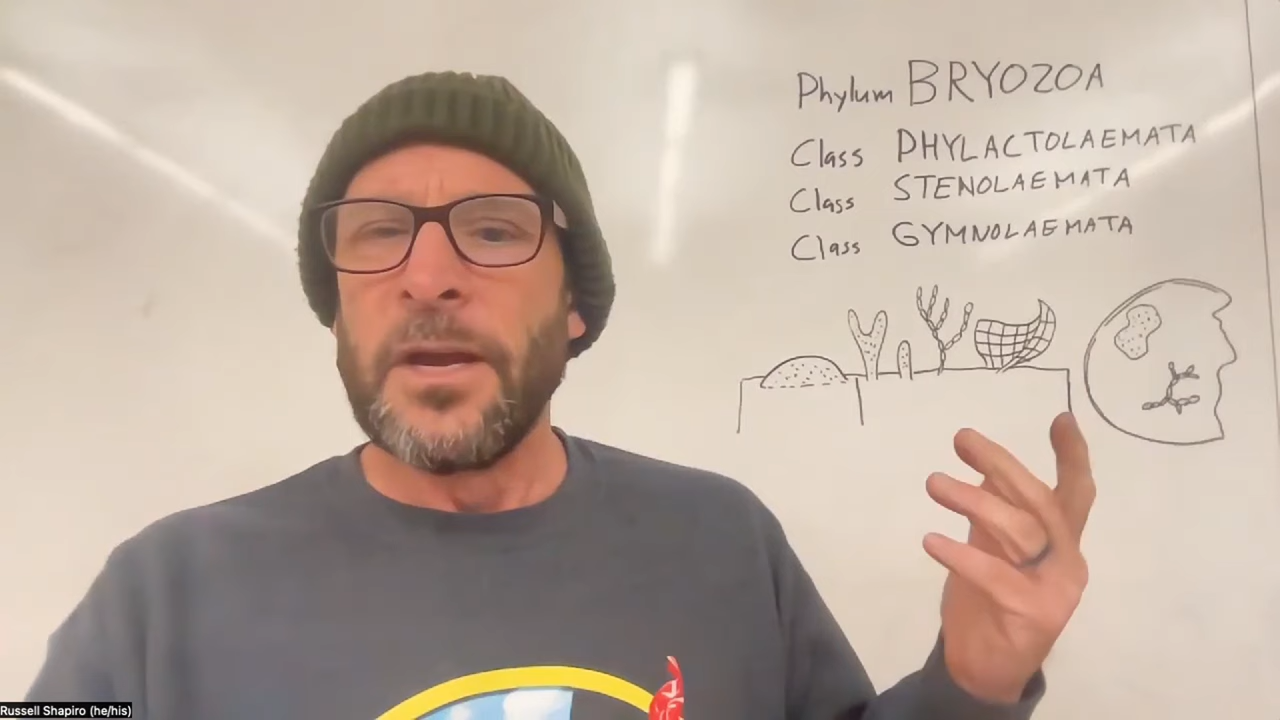 Phylum BRYOZOA
Class PHYLACTOLAEMATA
Class STENOLAEMATA
Class GYMNOLAEMATA
Russell Shapiro (he/his)